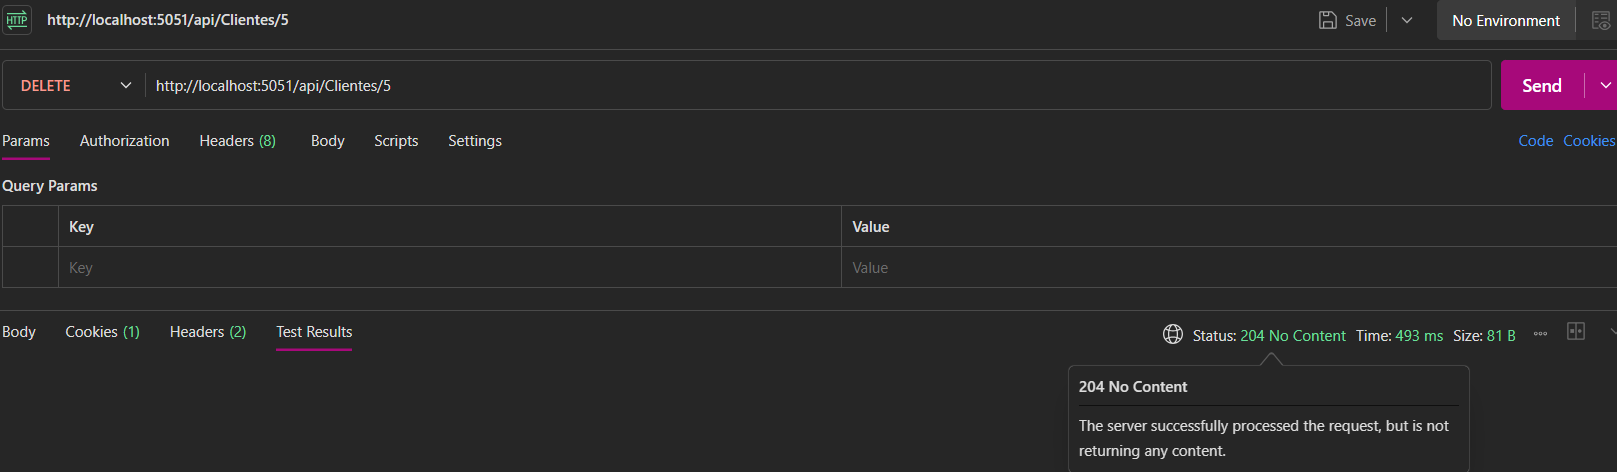 HTTP http://localhost:5051/api/Clientes/5 Save No Environment
DELETE http://localhost:5051/api/Clientes/5 Send
Params Authorization Headers (8) Body Scripts Settings Code Cookies
Query Params
Key Value
Key Value
Body Cookies (1) Headers (2) Test Results Status: 204 No Content Time: 493 ms Size: 81 B
204 No Content
The server successfully processed the request, but is not
returning any content.